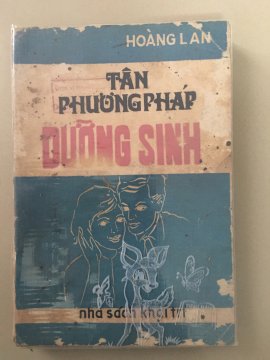 HOÀNG LAN
TÂN
PHƯƠNG PHÁP
DƯỠNG SINH
nhà sách khai trí